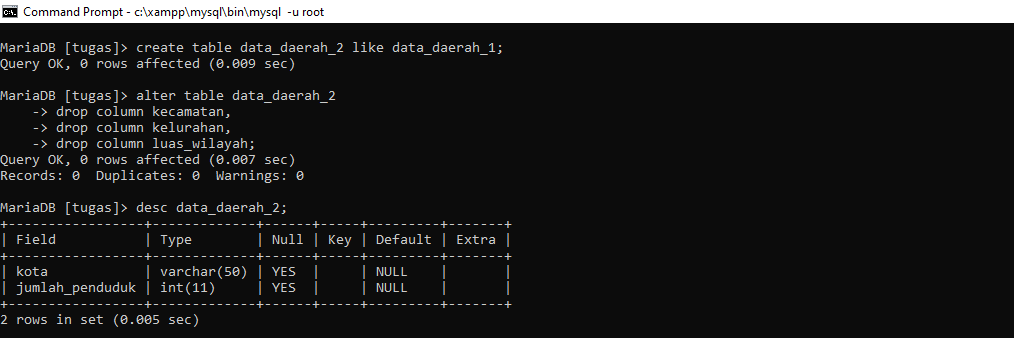 Command Prompt - c:\xampp\mysql\bin\mysql  -u root
MariaDB [tugas]> create table data_daerah_2 like data_daerah_1;
Query OK, 0 rows affected (0.009 sec)
MariaDB [tugas]> alter table data_daerah_2
    -> drop column kecamatan,
    -> drop column kelurahan,
    -> drop column luas_wilayah;
Query OK, 0 rows affected (0.007 sec)
Records: 0  Duplicates: 0  Warnings: 0
MariaDB [tugas]> desc data_daerah_2;
+-----------------+-------------+------+-----+---------+-------+
| Field           | Type        | Null | Key | Default | Extra |
+-----------------+-------------+------+-----+---------+-------+
| kota            | varchar(50) | YES  |     | NULL    |       |
| jumlah_penduduk | int(11)     | YES  |     | NULL    |       |
+-----------------+-------------+------+-----+---------+-------+
2 rows in set (0.005 sec)